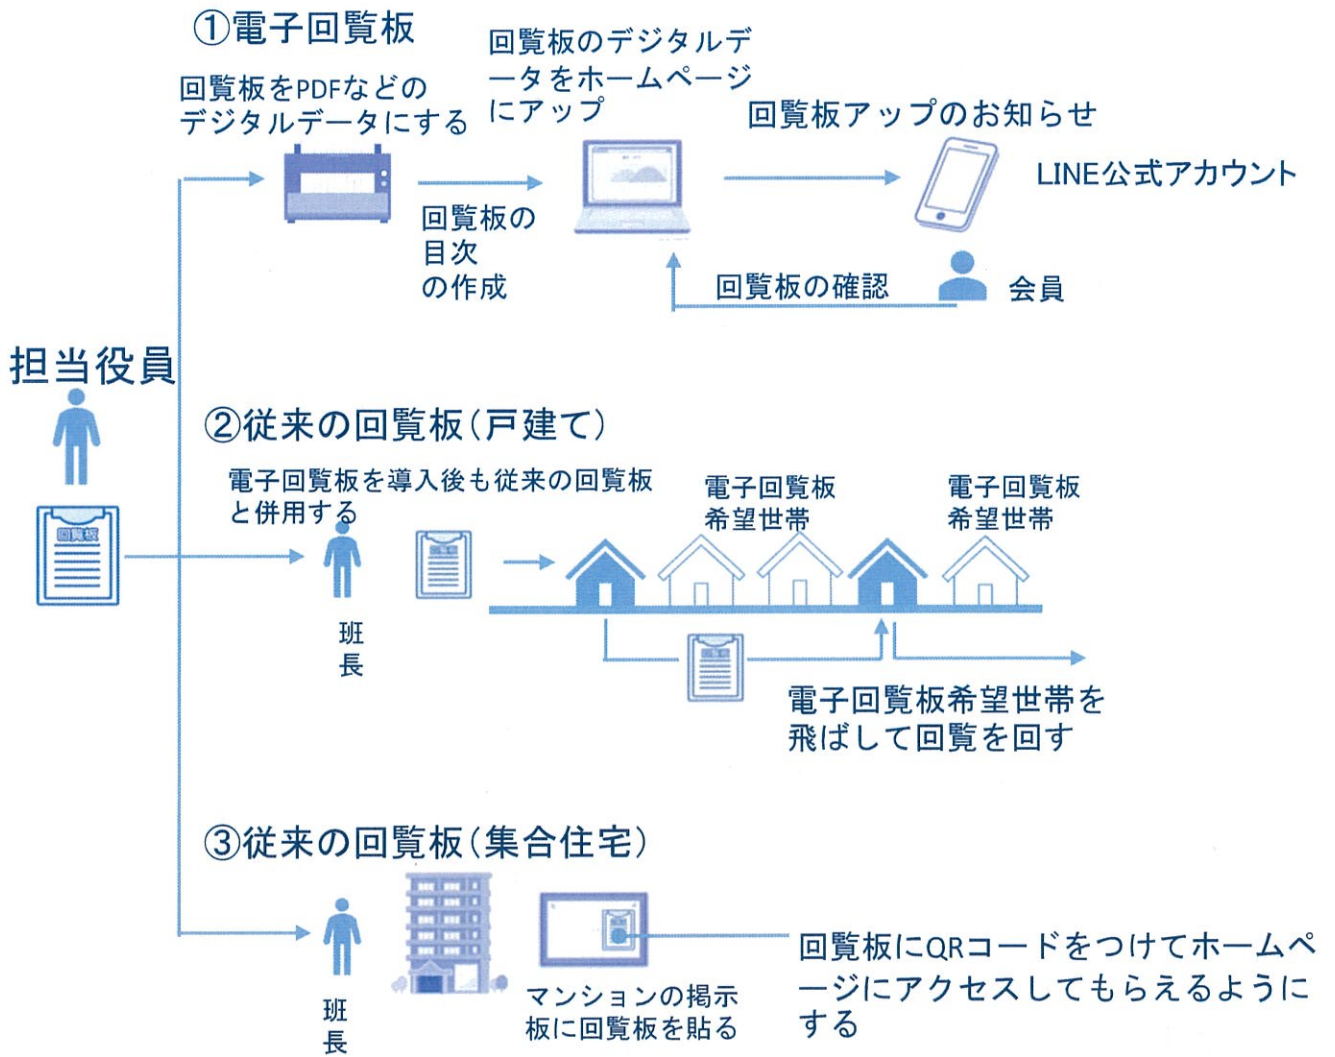 ①電子回覧板
回覧板をPDFなどの
デジタルデータにする
回覧板のデジタルデ
ータをホームページ
にアップ
回覧板アップのお知らせ
LINE公式アカウント
回覧板の
目次
の作成
回覧板の確認
会員
担当役員
回覧板
②従来の回覧板(戸建て)
電子回覧板を導入後も従来の回覧板
と併用する
電子回覧板
希望世帯
電子回覧板
希望世帯
回覧板
班
長
回覧板
電子回覧板希望世帯を
飛ばして回覧を回す
③従来の回覧板(集合住宅)
班
長
マンションの掲示
板に回覧板を貼る
回覧板にQRコードをつけてホームペ
ージにアクセスしてもらえるように
する